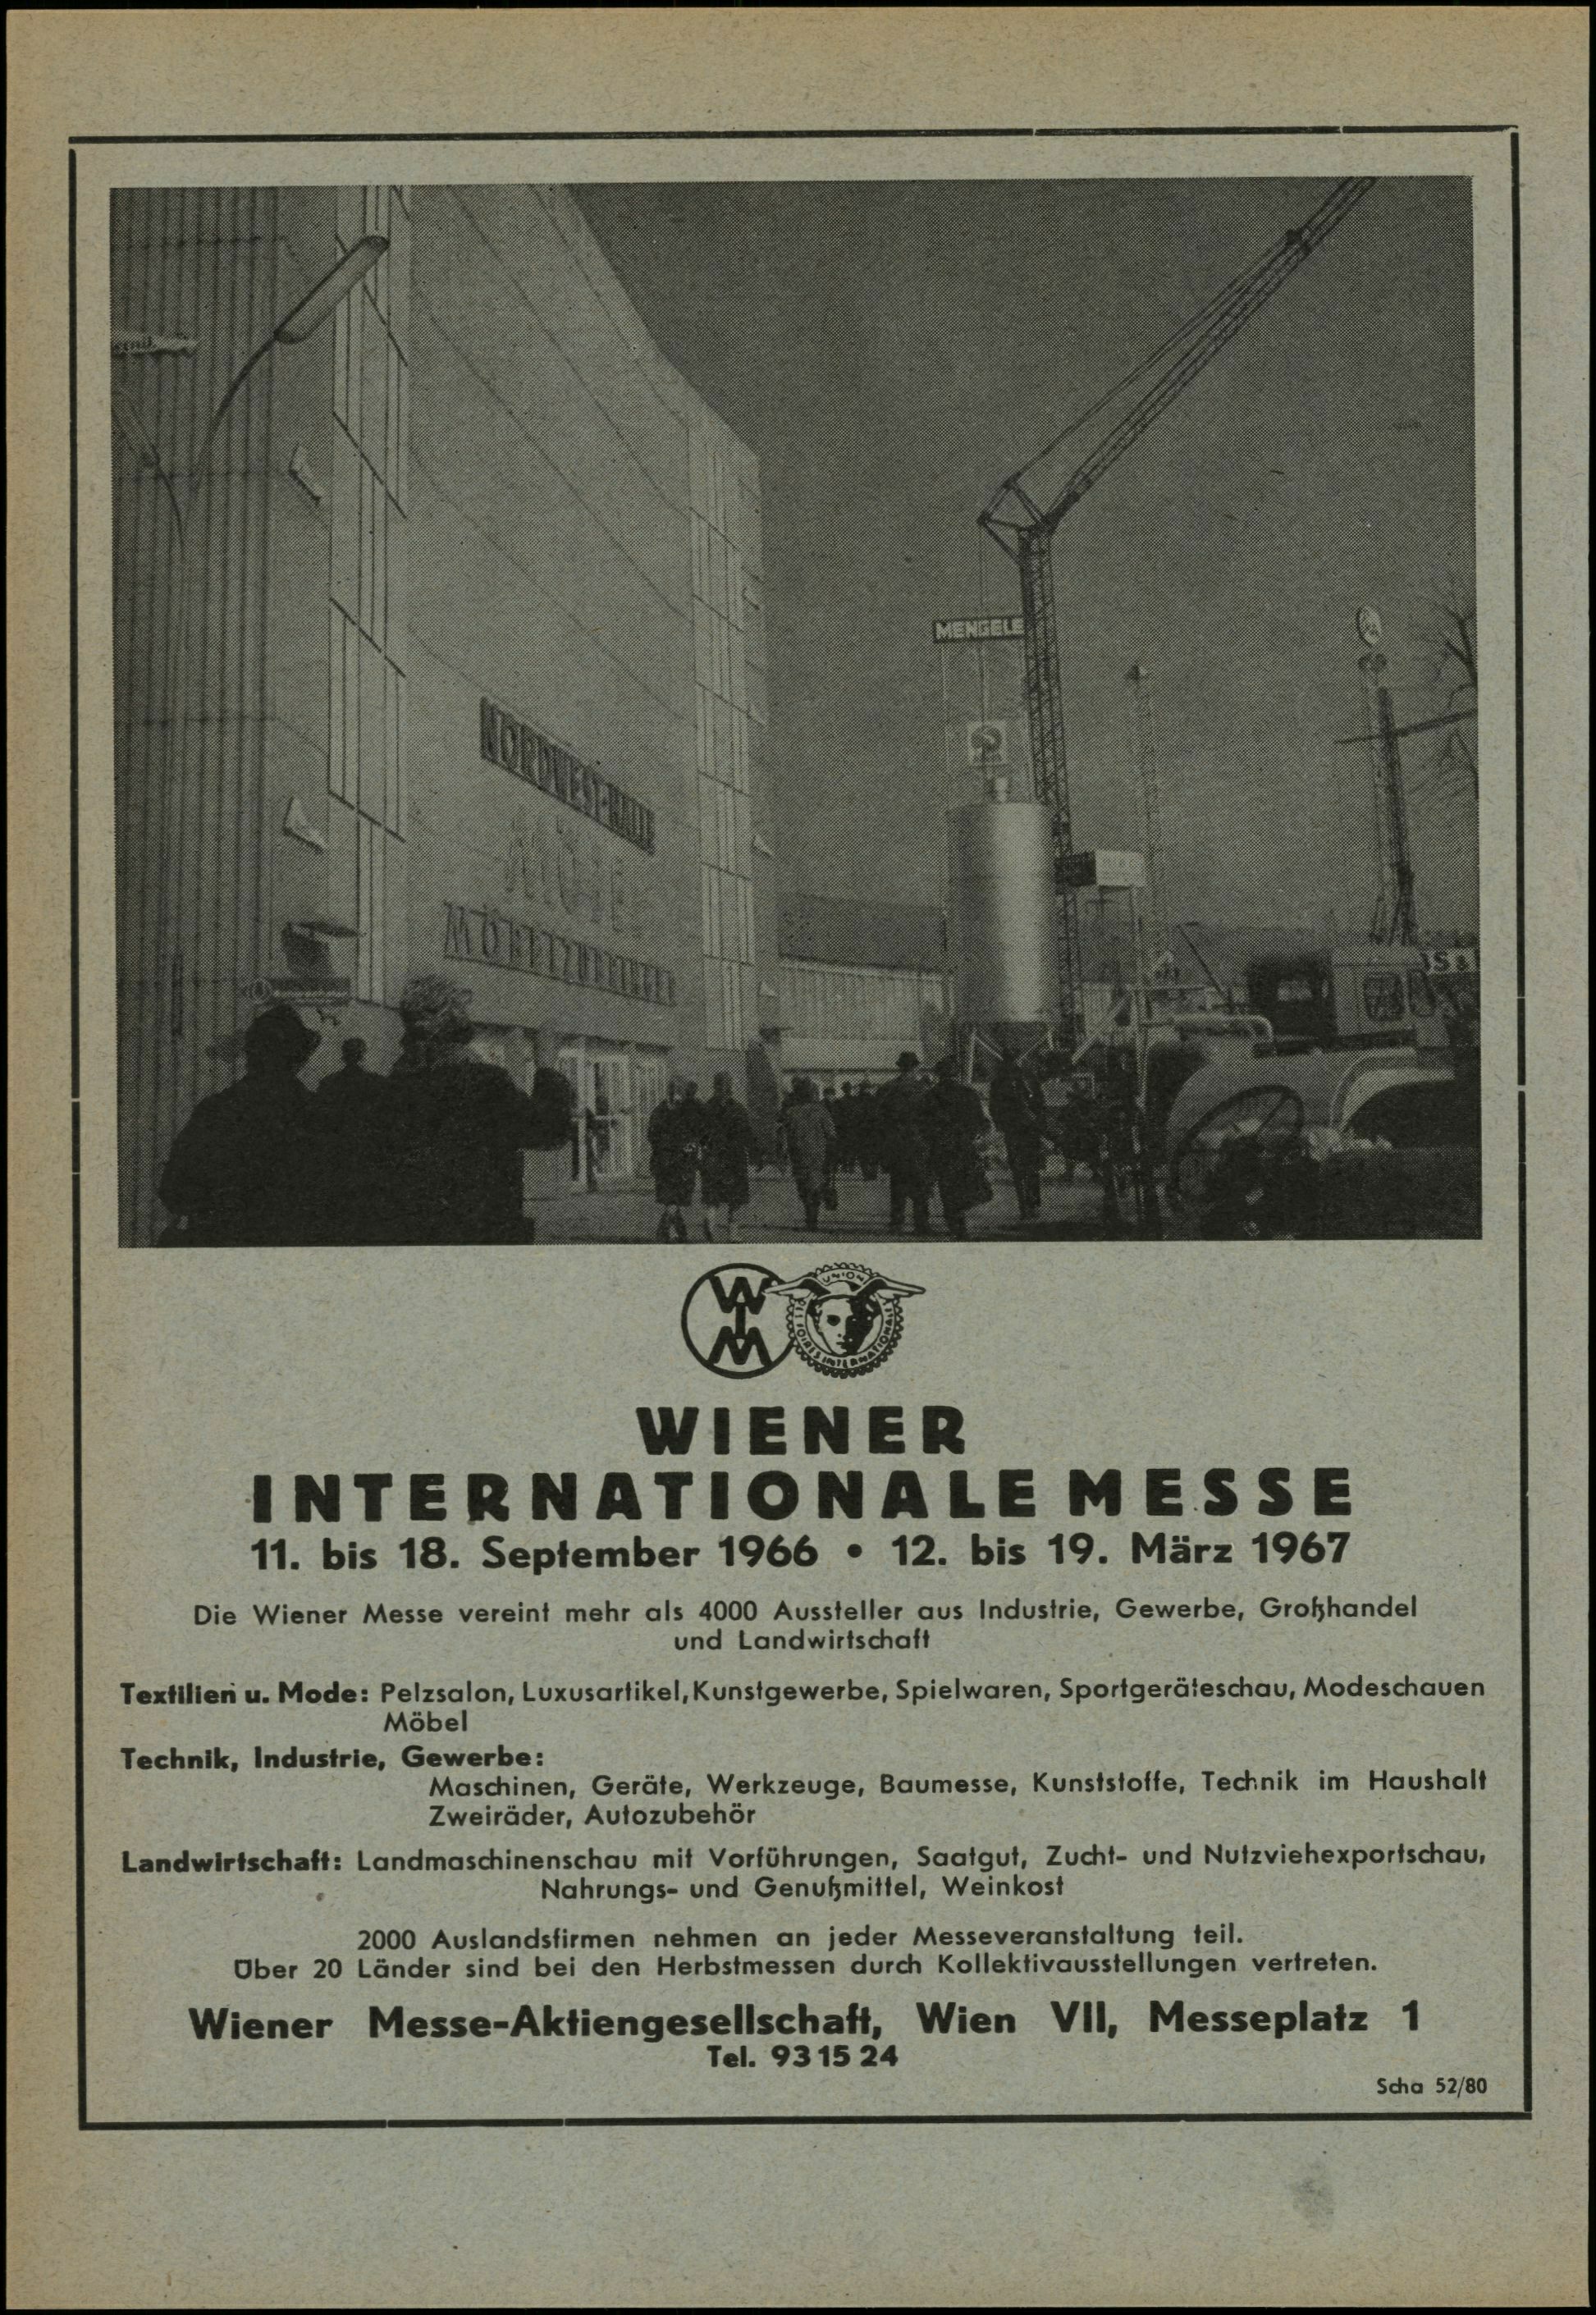 MENGELE
NORDWEST-HALLE
WIM
UNION
DES FOIRES INTERNATIONALES
WIENER
INTERNATIONALE MESSE
11. bis 18. September 1966 • 12. bis 19. März 1967
Die Wiener Messe vereint mehr als 4000 Aussteller aus Industrie, Gewerbe, Großhandel
und Landwirtschaft
Textilien u. Mode: Pelzsalon, Luxusartikel, Kunstgewerbe, Spielwaren, Sportgeräteschau, Modeschauen
Möbel
Technik, Industrie, Gewerbe:
Maschinen, Geräte, Werkzeuge, Baumesse, Kunststoffe, Technik im Haushalt
Zweiräder, Autozubehör
Landwirtschaft: Landmaschinenschau mit Vorführungen, Saatgut, Zucht- und Nutzviehexportschau,
Nahrungs- und Genußmittel, Weinkost
2000 Auslandsfirmen nehmen an jeder Messeveranstaltung teil.
Über 20 Länder sind bei den Herbstmessen durch Kollektivausstellungen vertreten.
Wiener Messe-Aktiengesellschaft, Wien VII, Messeplatz 1
Tel. 93 15 24
Scha 52/80